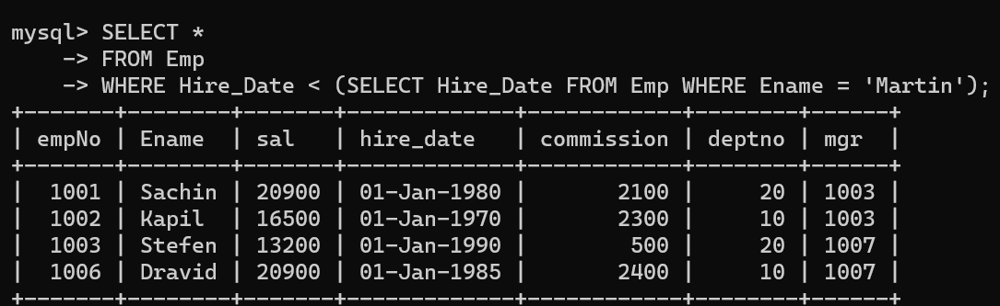 mysql> SELECT *
    -> FROM Emp
    -> WHERE Hire_Date < (SELECT Hire_Date FROM Emp WHERE Ename = 'Martin');
+-------+--------+-------+-------------+------------+--------+------+
| empNo | Ename  | sal   | hire_date   | commission | deptno | mgr  |
+-------+--------+-------+-------------+------------+--------+------+
|  1001 | Sachin | 20900 | 01-Jan-1980 |       2100 |     20 | 1003 |
|  1002 | Kapil  | 16500 | 01-Jan-1970 |       2300 |     10 | 1003 |
|  1003 | Stefen | 13200 | 01-Jan-1990 |        500 |     20 | 1007 |
|  1006 | Dravid | 20900 | 01-Jan-1985 |       2400 |     10 | 1007 |
+-------+--------+-------+-------------+------------+--------+------+